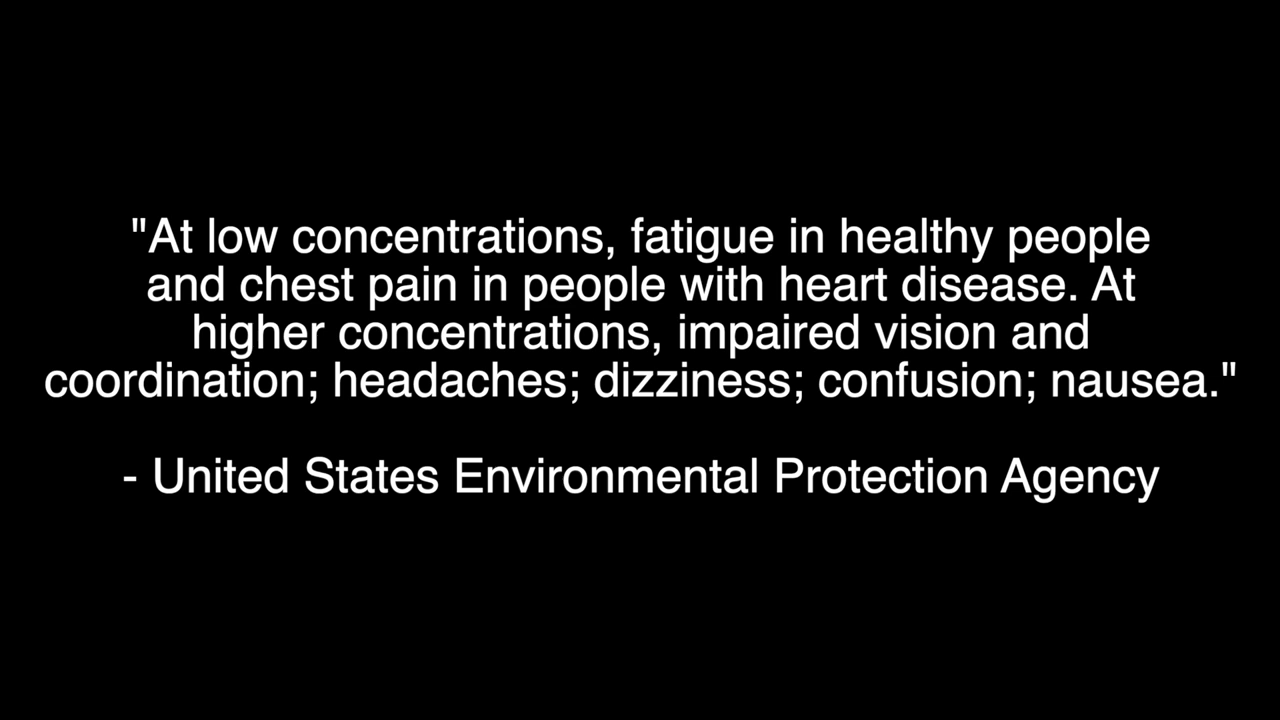 "At low concentrations, fatigue in healthy people
and chest pain in people with heart disease. At
higher concentrations, impaired vision and
coordination; headaches; dizziness; confusion; nausea."
- United States Environmental Protection Agency